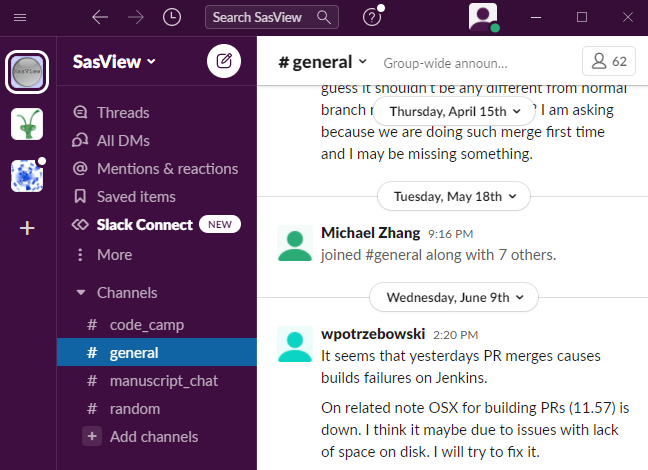 Search SasView
SasView
Threads
All DMs
@ Mentions & reactions
Saved items
Slack Connect NEW
More
Channels
# code_camp
# general
# manuscript_chat
# random
+ Add channels
# general
Group-wide announ...
62
guess it shouldn't be any different from normal
branch
Thursday, April 15th
? I am asking
because we are doing such merge first time
and I may be missing something.
Tuesday, May 18th
Michael Zhang 9:16 PM
joined #general along with 7 others.
Wednesday, June 9th
wpotrzebowski 2:20 PM
It seems that yesterdays PR merges causes
builds failures on Jenkins.
On related note OSX for building PRs (11.57) is
down. I think it maybe due to issues with lack
of space on disk. I will try to fix it.